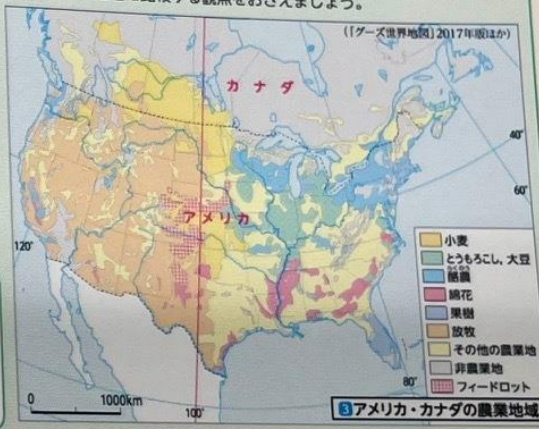 (「グーズ世界地図」2017年版ほか)
カナダ
アメリカ
40°
60°
120°
小麦
とうもろこし,大豆
らくのう
酪農
綿花
果樹
放牧
その他の農業地
非農業地
フィードロット
80°
100°
0 1000km
3 アメリカ・カナダの農業地域